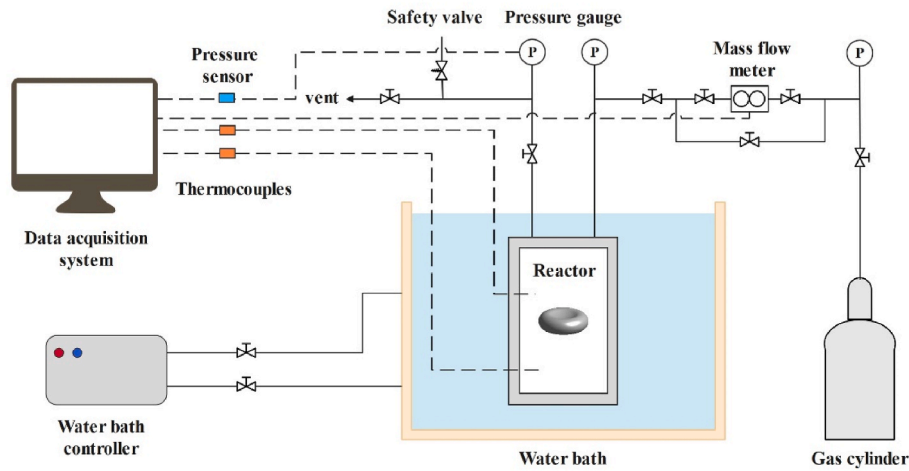 Safety valve
Pressure gauge
P
P
P
Mass flow
meter
Pressure
sensor
vent
Thermocouples
Data acquisition
system
Reactor
Water bath
controller
Water bath
Gas cylinder